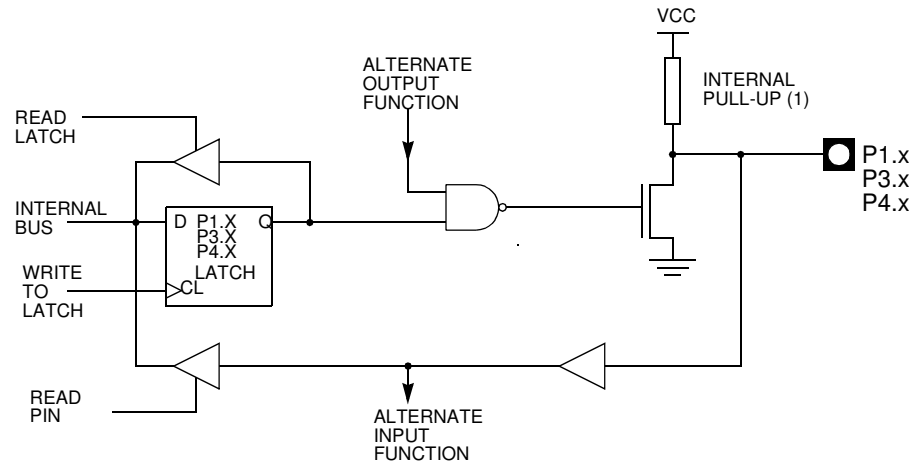 VCC
ALTERNATE
OUTPUT
FUNCTION
INTERNAL
PULL-UP (1)
READ
LATCH
P1.x
P3.x
P4.x
INTERNAL
BUS
D P1.X Q
P3.X
P4.X
LATCH
CL
WRITE
TO
LATCH
READ
PIN
ALTERNATE
INPUT
FUNCTION